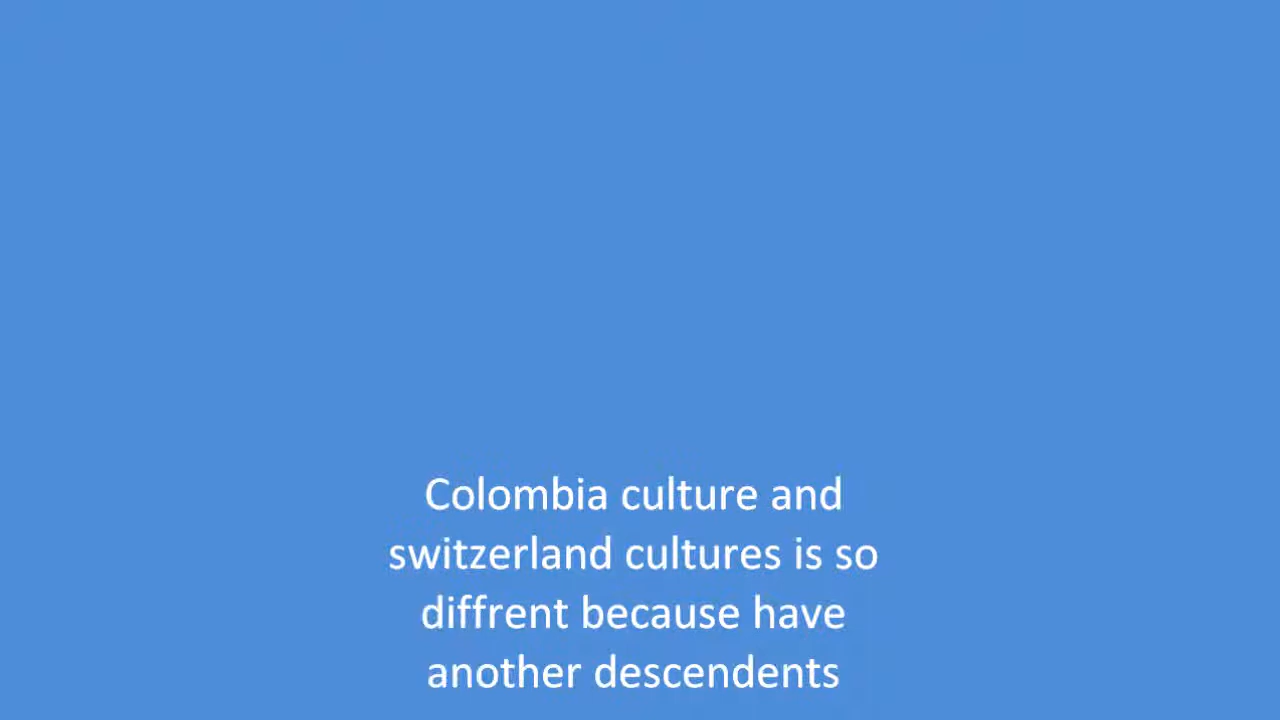 Colombia culture and
switzerland cultures is so
diffrent because have
another descendents